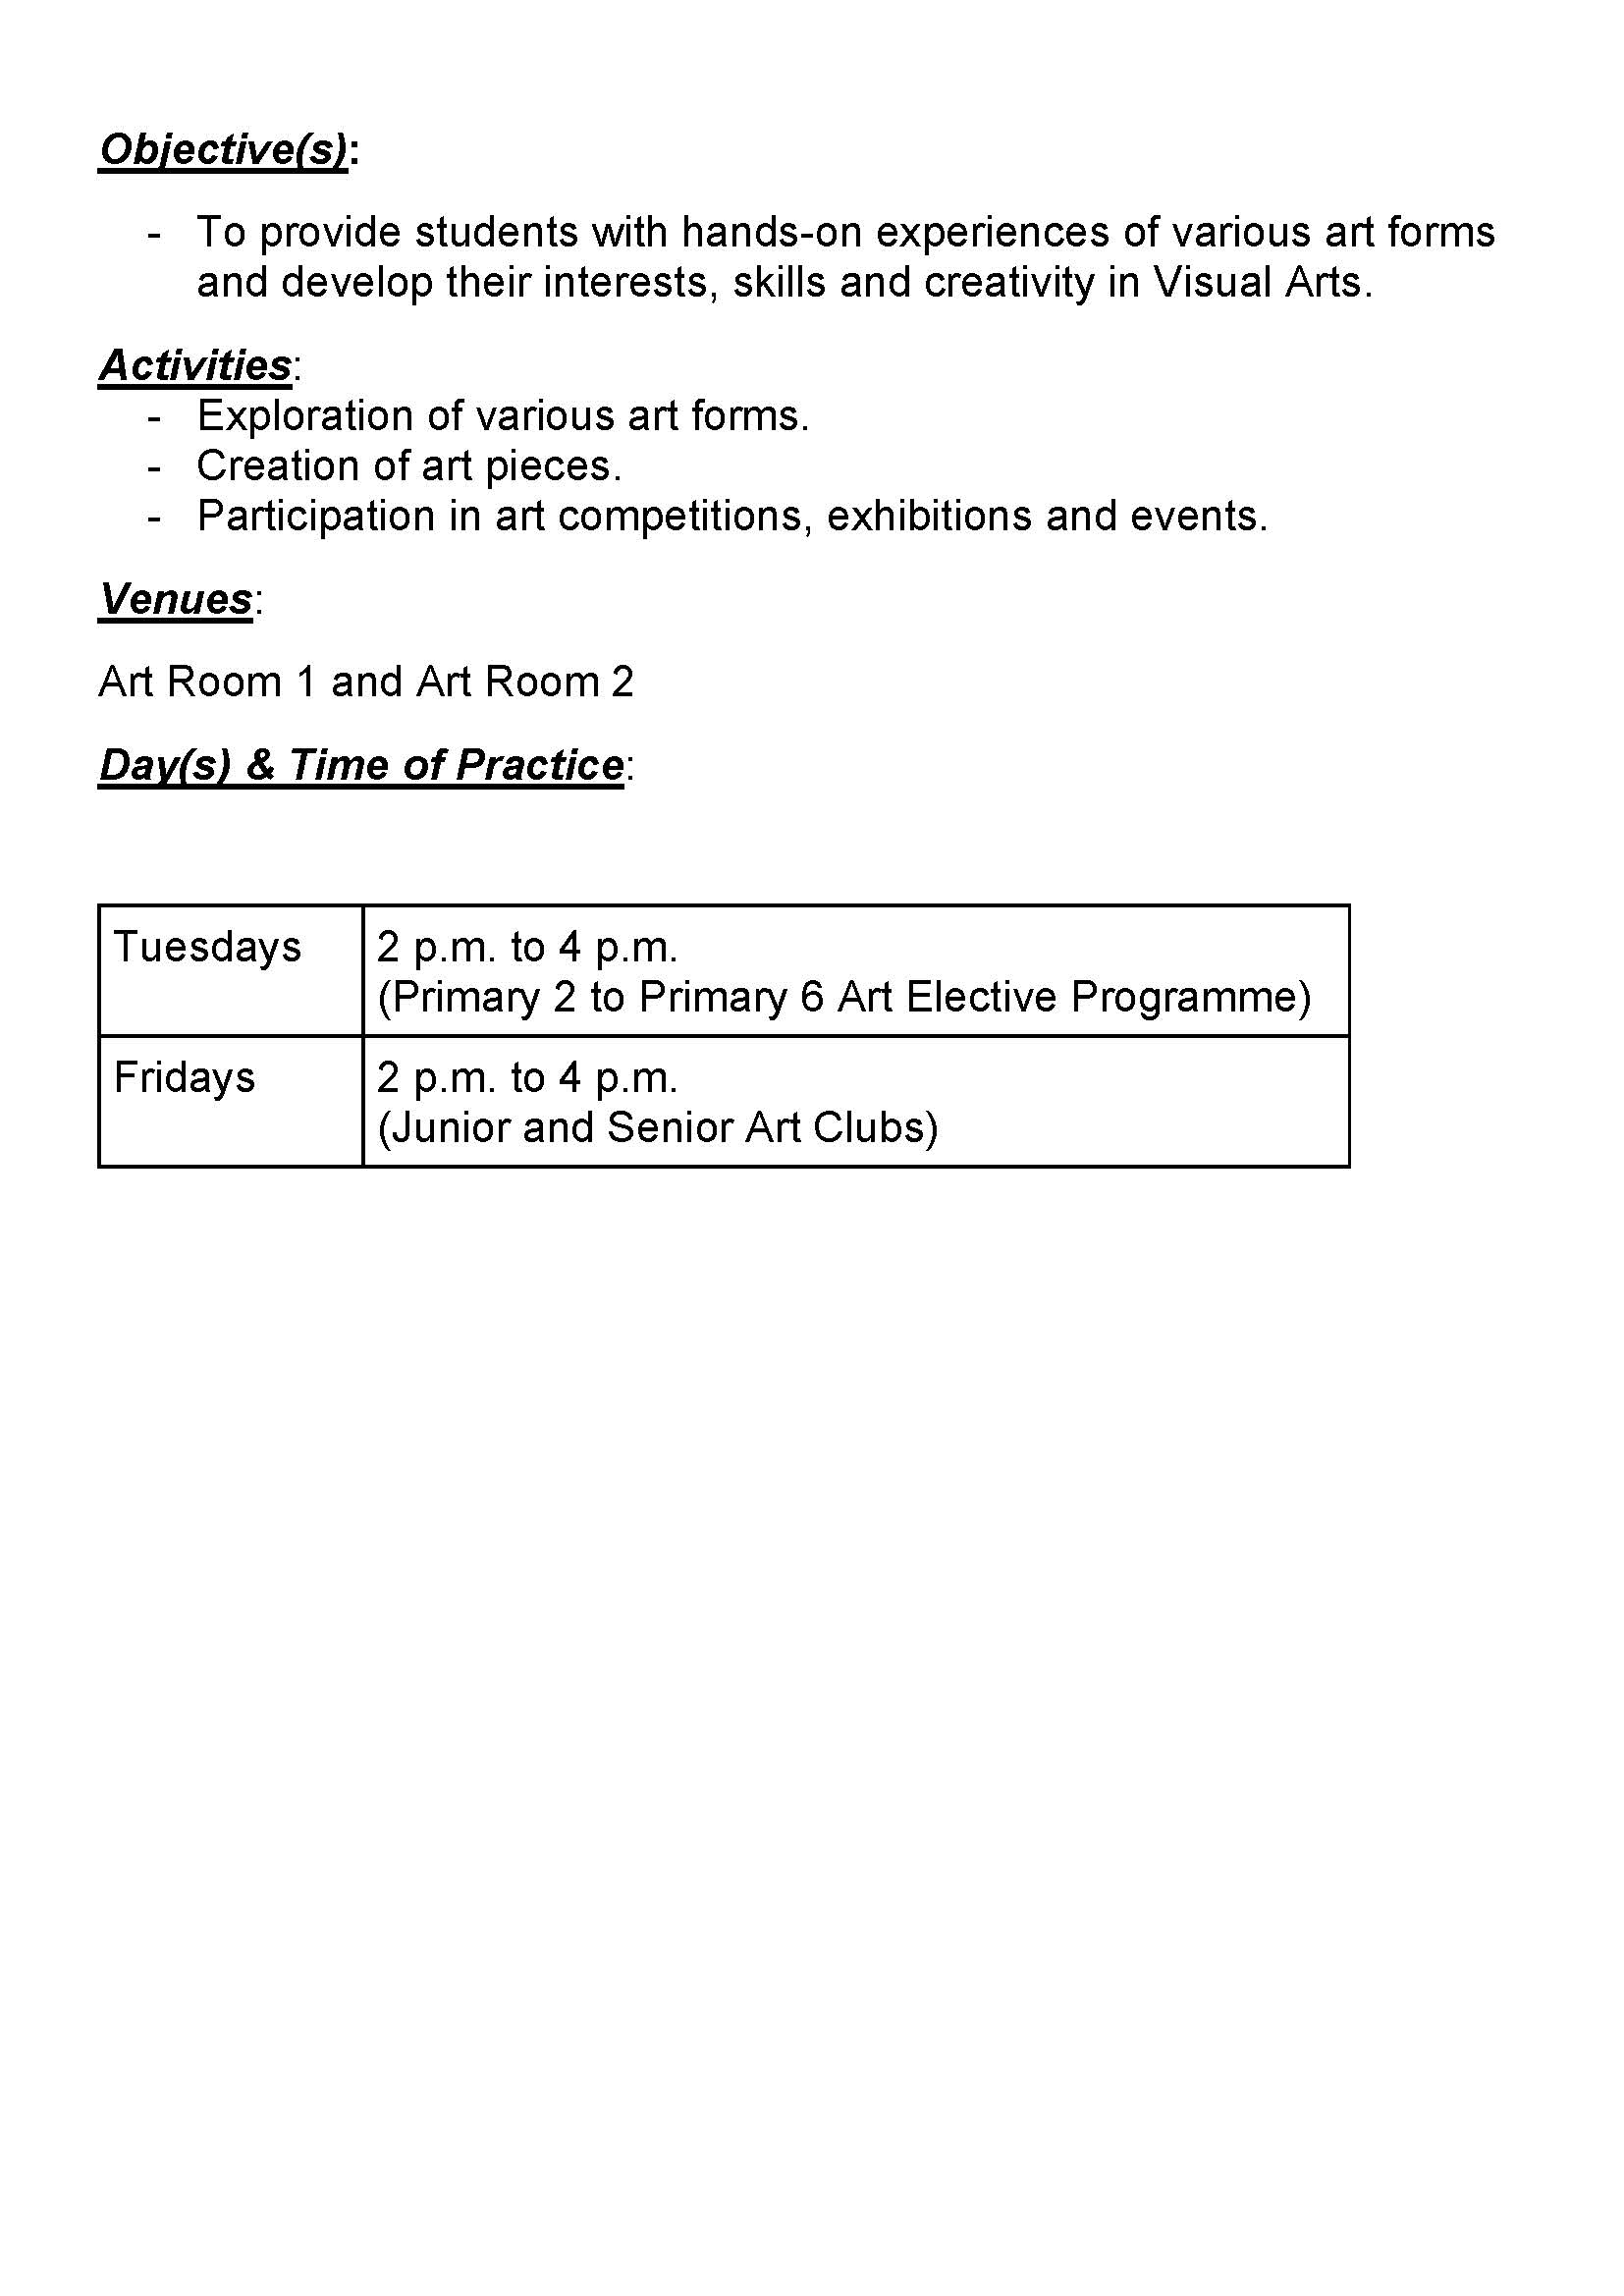 Objective(s):
- To provide students with hands-on experiences of various art forms
and develop their interests, skills and creativity in Visual Arts.
Activities:
- Exploration of various art forms.
- Creation of art pieces.
- Participation in art competitions, exhibitions and events.
Venues:
Art Room 1 and Art Room 2
Day(s) & Time of Practice:
Tuesdays
2 p.m. to 4 p.m.
(Primary 2 to Primary 6 Art Elective Programme)
Fridays
2 p.m. to 4 p.m.
(Junior and Senior Art Clubs)